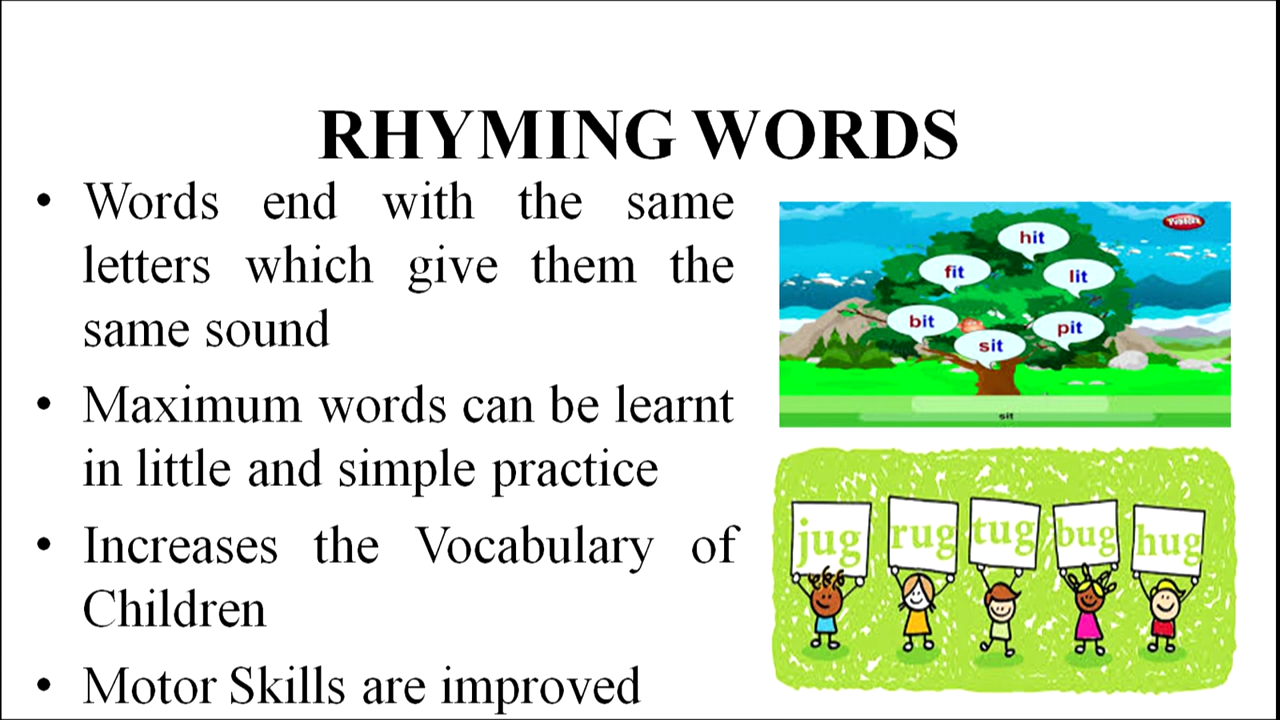 RHYMING WORDS
• Words end with the same
letters which give them the
same sound
• Maximum words can be learnt
in little and simple practice
• Increases the Vocabulary of
Children
• Motor Skills are improved
hit
fit
lit
bit
pit
sit
sit
jug rug tug bug hug